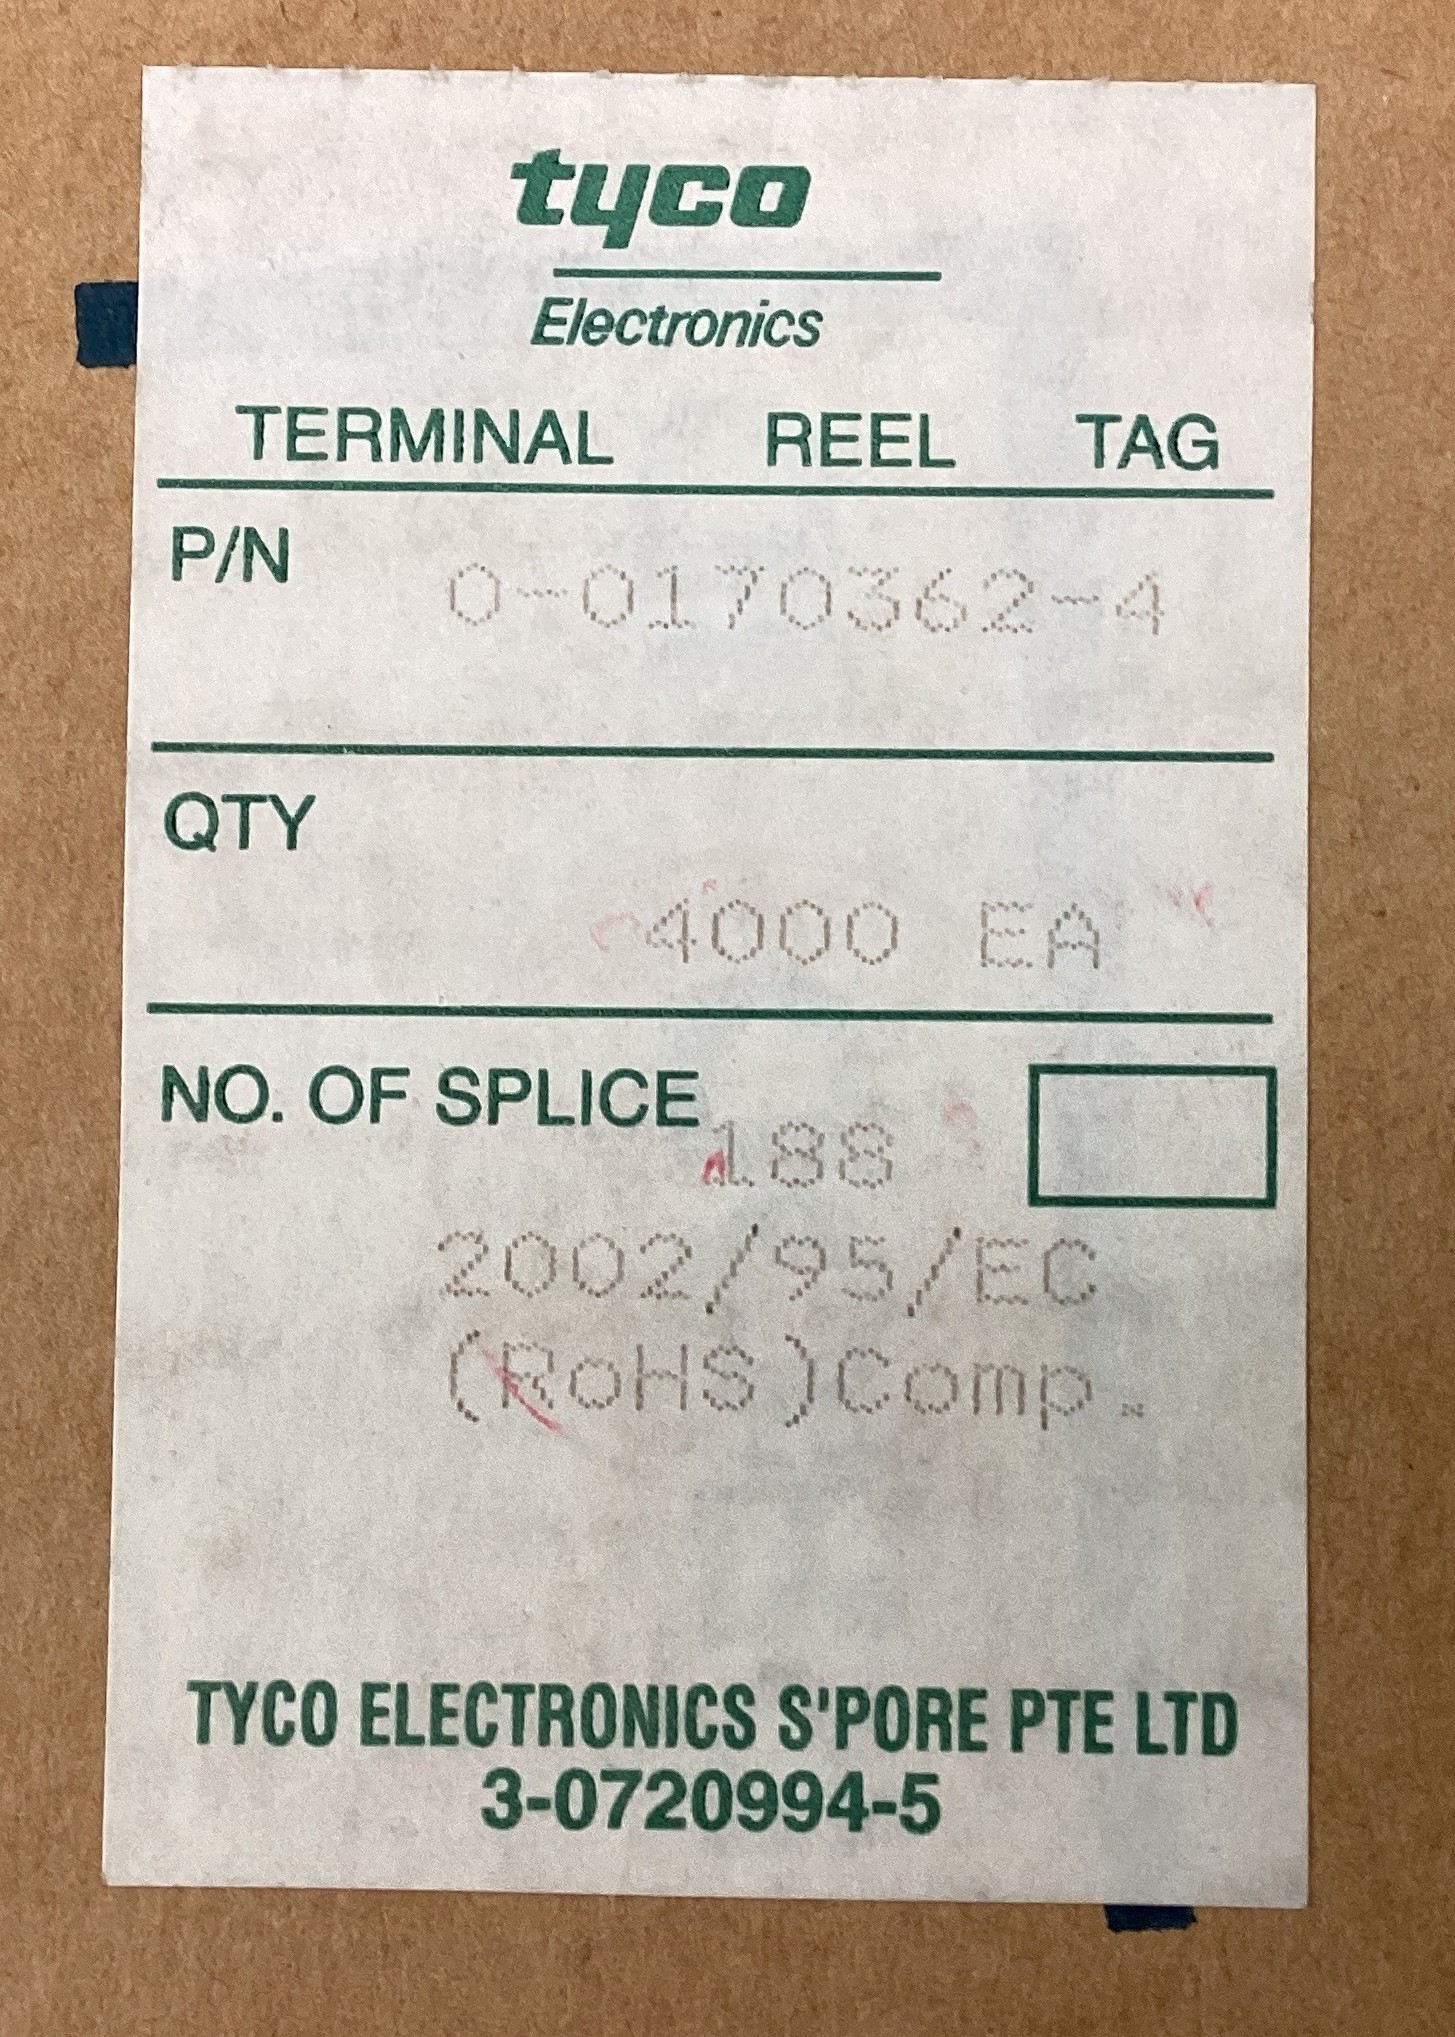 tyco
Electronics
TERMINAL REEL TAG
P/N
0-0170362-4
QTY
4000 EA
NO. OF SPLICE
188
2002/95/EC
(RoHS)Comp.
TYCO ELECTRONICS S'PORE PTE LTD
3-0720994-5